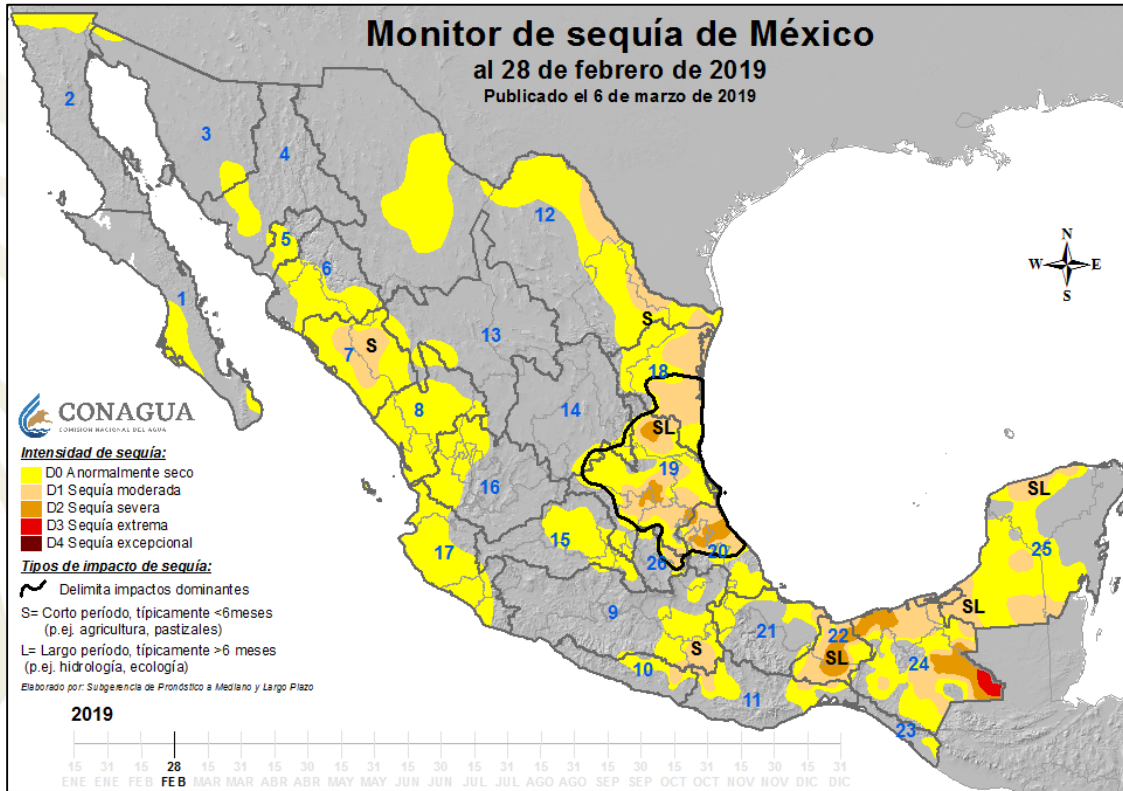 Monitor de sequía de México
al 28 de febrero de 2019
Publicado el 6 de marzo de 2019
2
3
4
12
5
6
1
N
W E
S
13
S
7
S
18
8
14
SL
19
16
SL
25
15
20
17
26
SL
9
21
22
S
SL
24
10
11
23
CONAGUA
COMISIÓN NACIONAL DEL AGUA
Intensidad de sequía:
D0 Anormalmente seco
D1 Sequía moderada
D2 Sequía severa
D3 Sequía extrema
D4 Sequía excepcional
Tipos de impacto de sequía:
Delimita impactos dominantes
S= Corto período, típicamente <6meses
(p.ej. agricultura, pastizales)
L= Largo período, típicamente >6 meses
(p.ej. hidrología, ecología)
Elaborado por: Subgerencia de Pronóstico a Mediano y Largo Plazo
2019
15 31 15 28 15 31 15 30 15 31 15 30 15 31 15 31 15 30 15 31 15 30 15 31
ENE ENE FEB FEB MAR MAR ABR ABR MAY MAY JUN JUN JUL JUL AGO AGO SEP SEP OCT OCT NOV NOV DIC DIC